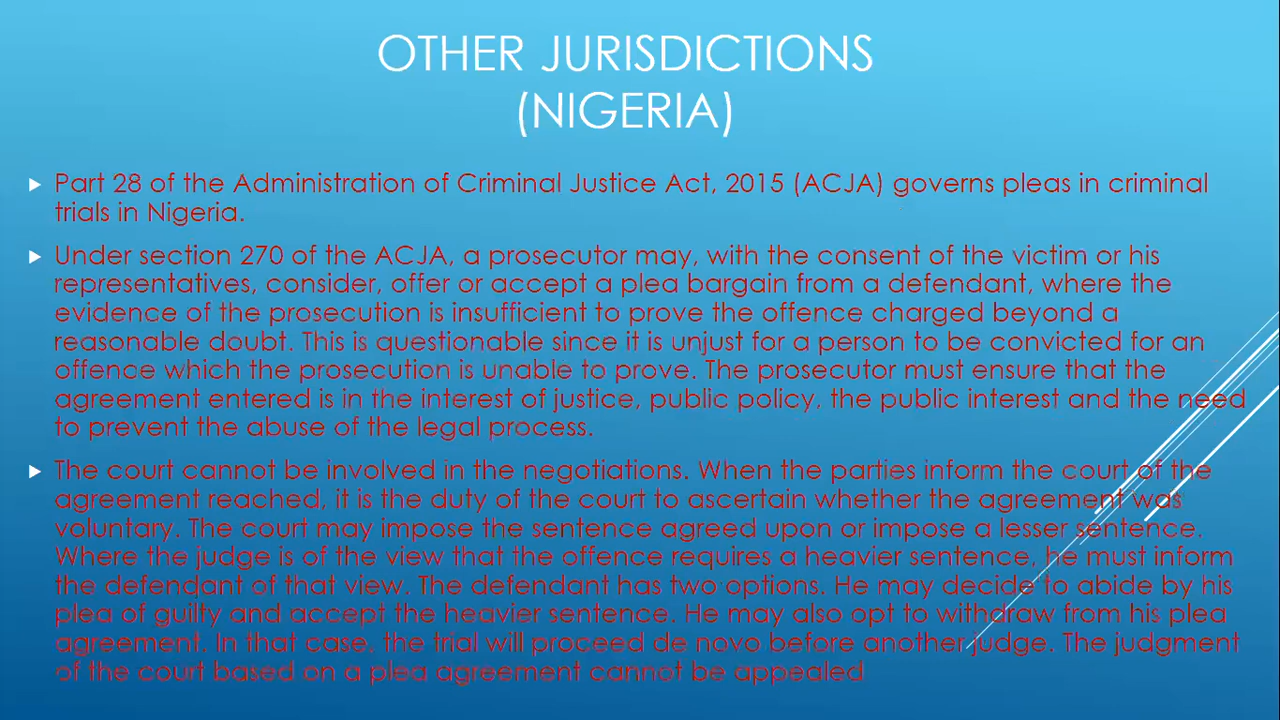 OTHER JURISDICTIONS
(NIGERIA)
Part 28 of the Administration of Criminal Justice Act, 2015 (ACJA) governs pleas in criminal
trials in Nigeria.
Under section 270 of the ACJA, a prosecutor may, with the consent of the victim or his
representatives, consider, offer or accept a plea bargain from a defendant, where the
evidence of the prosecution is insufficient to prove the offence charged beyond a
reasonable doubt. This is questionable since it is unjust for a person to be convicted for an
offence which the prosecution is unable to prove. The prosecutor must ensure that the
agreement entered is in the interest of justice, public policy, the public interest and the need
to prevent the abuse of the legal process.
The court cannot be involved in the negotiations. When the parties inform the court of the
agreement reached, it is the duty of the court to ascertain whether the agreement was
voluntary. The court may impose the sentence agreed upon or impose a lesser sentence.
Where the judge is of the view that the offence requires a heavier sentence, he must inform
the defendant of that view. The defendant has two options. He may decide to abide by his
plea of guilty and accept the heavier sentence. He may also opt to withdraw from his plea
agreement. In that case, the trial will proceed de novo before another judge. The judgment
of the court based on a plea agreement cannot be appealed